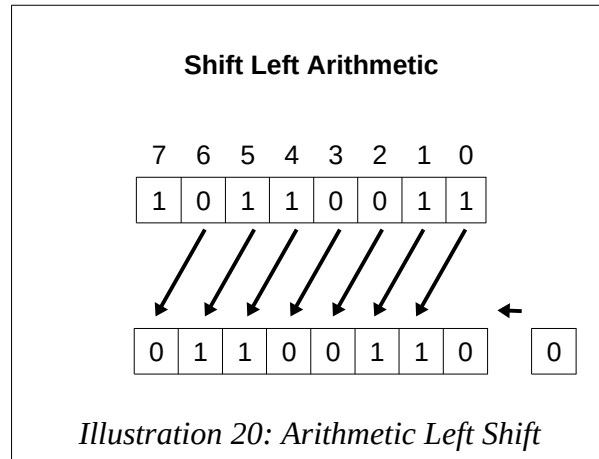 Shift Left Arithmetic
7 6 5 4 3 2 1 0
1 0 1 1 0 0 1 1
0 1 1 0 0 1 1 0 0
Illustration 20: Arithmetic Left Shift